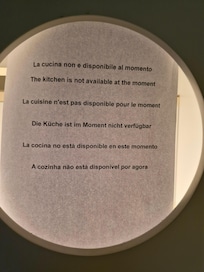 La cucina non e disponibile al momento
The kitchen is not available at the moment
La cuisine n'est pas disponible pour le moment
Die Küche ist im Moment nicht verfügbar
La cocina no está disponible en este momento
A cozinha não está disponível por agora